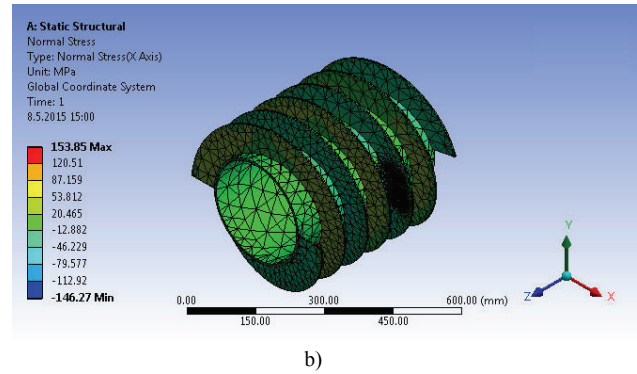 A: Static Structural
Normal Stress
Type: Normal Stress(X Axis)
Unit: MPa
Global Coordinate System
Time: 1
8.5.2015 15:00
153.85 Max
120.51
87.159
53.812
20.465
-12.882
-46.229
-79.577
-112.92
-146.27 Min
0.00 300.00 600.00 (mm)
150.00 450.00
Y
Z X
b)